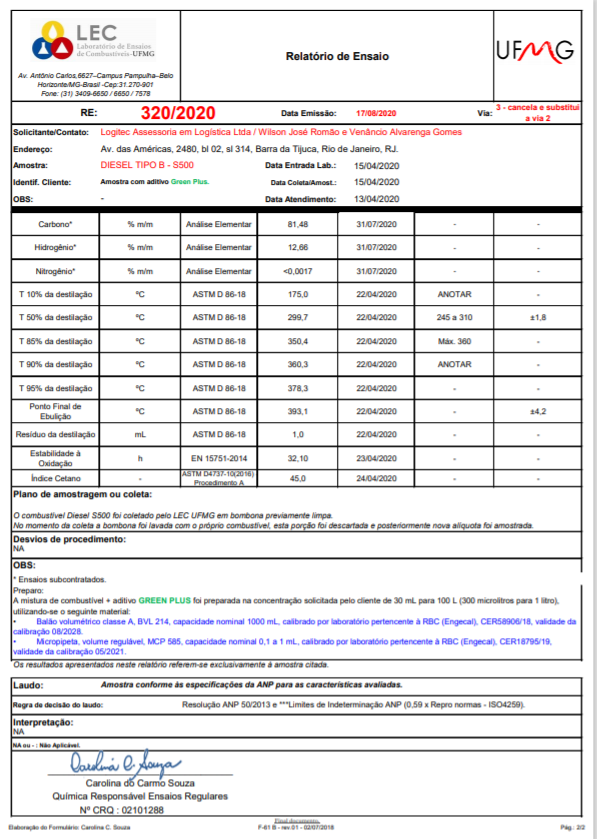 LEC
Laboratório de Ensaios
de Combustíveis-UFMG
Av. Antônio Carlos,6627–Campus Pampulha–Belo
Horizonte/MG-Brasil -Cep:31.270-901
Fone: (31) 3409-6650 / 6650 / 7578
Relatório de Ensaio
UFMG
RE: 320/2020 Data Emissão: 17/08/2020 Via: 3 - cancela e substitui
a via 2
Solicitante/Contato: Logitec Assessoria em Logística Ltda / Wilson José Romão e Venâncio Alvarenga Gomes
Endereço: Av. das Américas, 2480, bl 02, sl 314, Barra da Tijuca, Rio de Janeiro, RJ.
Amostra: DIESEL TIPO B - S500 Data Entrada Lab.: 15/04/2020
Identif. Cliente: Amostra com aditivo Green Plus. Data Coleta/Amost.: 15/04/2020
OBS: - Data Atendimento: 13/04/2020
Carbono* % m/m Análise Elementar 81,48 31/07/2020 - -
Hidrogênio* % m/m Análise Elementar 12,66 31/07/2020 - -
Nitrogênio* % m/m Análise Elementar <0,0017 31/07/2020 - -
T 10% da destilação ºC ASTM D 86-18 175,0 22/04/2020 ANOTAR -
T 50% da destilação ºC ASTM D 86-18 299,7 22/04/2020 245 a 310 ±1,8
T 85% da destilação ºC ASTM D 86-18 350,4 22/04/2020 Máx. 360 -
T 90% da destilação ºC ASTM D 86-18 360,3 22/04/2020 ANOTAR -
T 95% da destilação ºC ASTM D 86-18 378,3 22/04/2020 - -
Ponto Final de
Ebulição ºC ASTM D 86-18 393,1 22/04/2020 - ±4,2
Resíduo da destilação mL ASTM D 86-18 1,0 22/04/2020 - -
Estabilidade à
Oxidação h EN 15751-2014 32,10 23/04/2020 - -
Índice Cetano - ASTM D4737-10(2016)
Procedimento A 45,0 24/04/2020 - -
Plano de amostragem ou coleta:
O combustível Diesel S500 foi coletado pelo LEC UFMG em bombona previamente limpa.
No momento da coleta a bombona foi lavada com o próprio combustível, esta porção foi descartada e posteriormente nova alíquota foi amostrada.
Desvios de procedimento:
NA
OBS:
* Ensaios subcontratados.
Preparo:
A mistura de combustível + aditivo GREEN PLUS foi preparada na concentração solicitada pelo cliente de 30 mL para 100 L (300 microlitros para 1 litro),
utilizando-se o seguinte material:
• Balão volumétrico classe A, BVL 214, capacidade nominal 1000 mL, calibrado por laboratório pertencente à RBC (Engecal), CER58906/18, validade da
calibração 08/2028.
• Micropipeta, volume regulável, MCP 585, capacidade nominal 0,1 a 1 mL, calibrado por laboratório pertencente à RBC (Engecal), CER18795/19,
validade da calibração 05/2021.
Os resultados apresentados neste relatório referem-se exclusivamente à amostra citada.
Laudo: Amostra conforme às especificações da ANP para as características avaliadas.
Regra de decisão do laudo: Resolução ANP 50/2013 e ***Limites de Indeterminação ANP (0,59 x Repro normas - ISO4259).
Interpretação:
NA
NA ou - : Não Aplicável.
Carolina C. Souza
Carolina do Carmo Souza
Química Responsável Ensaios Regulares
Nº CRQ : 02101288
Final documento.
Elaboração do Formulário: Carolina C. Souza F-61 B - rev.01 - 02/07/2018 Pág.: 2/2